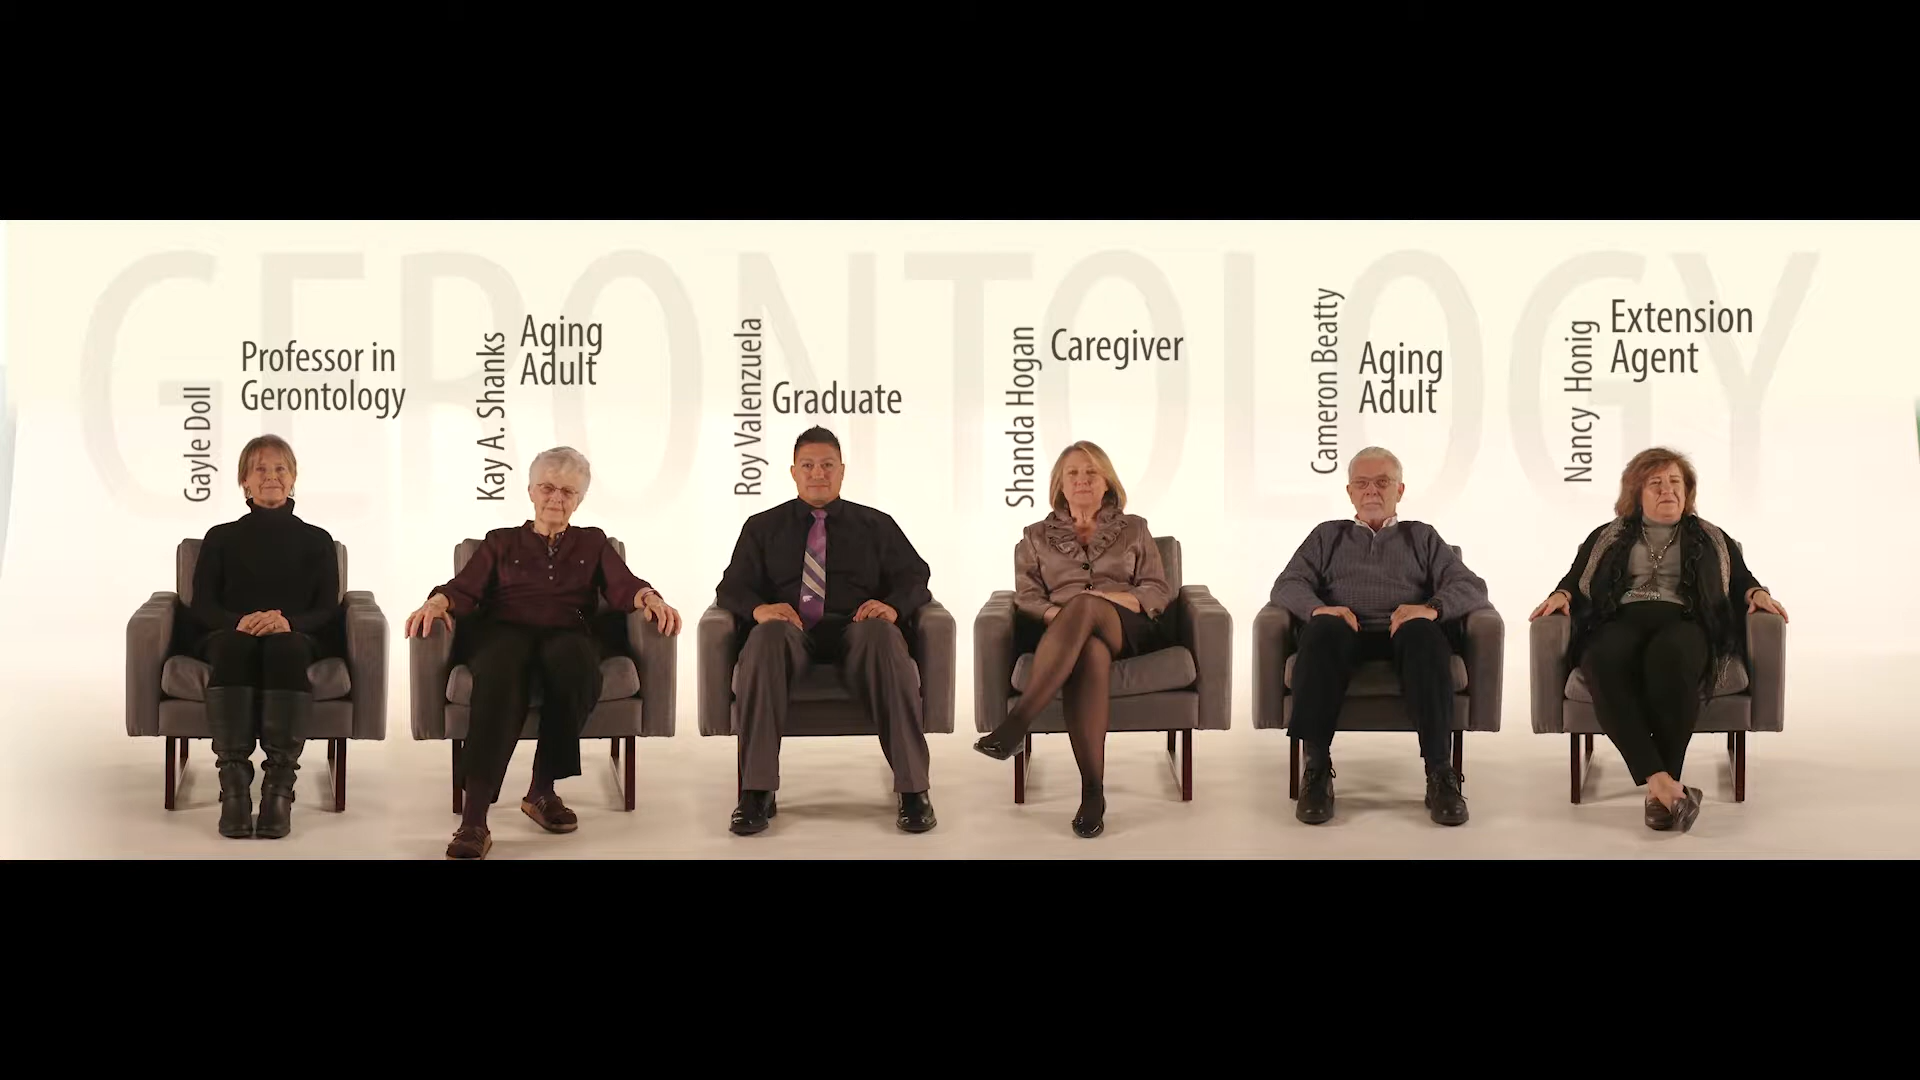 GERONTOLOGY
Gayle Doll
Professor in
Gerontology
Kay A. Shanks
Aging
Adult
Roy Valenzuela
Graduate
Shanda Hogan
Caregiver
Cameron Beatty
Aging
Adult
Nancy Honig
Extension
Agent